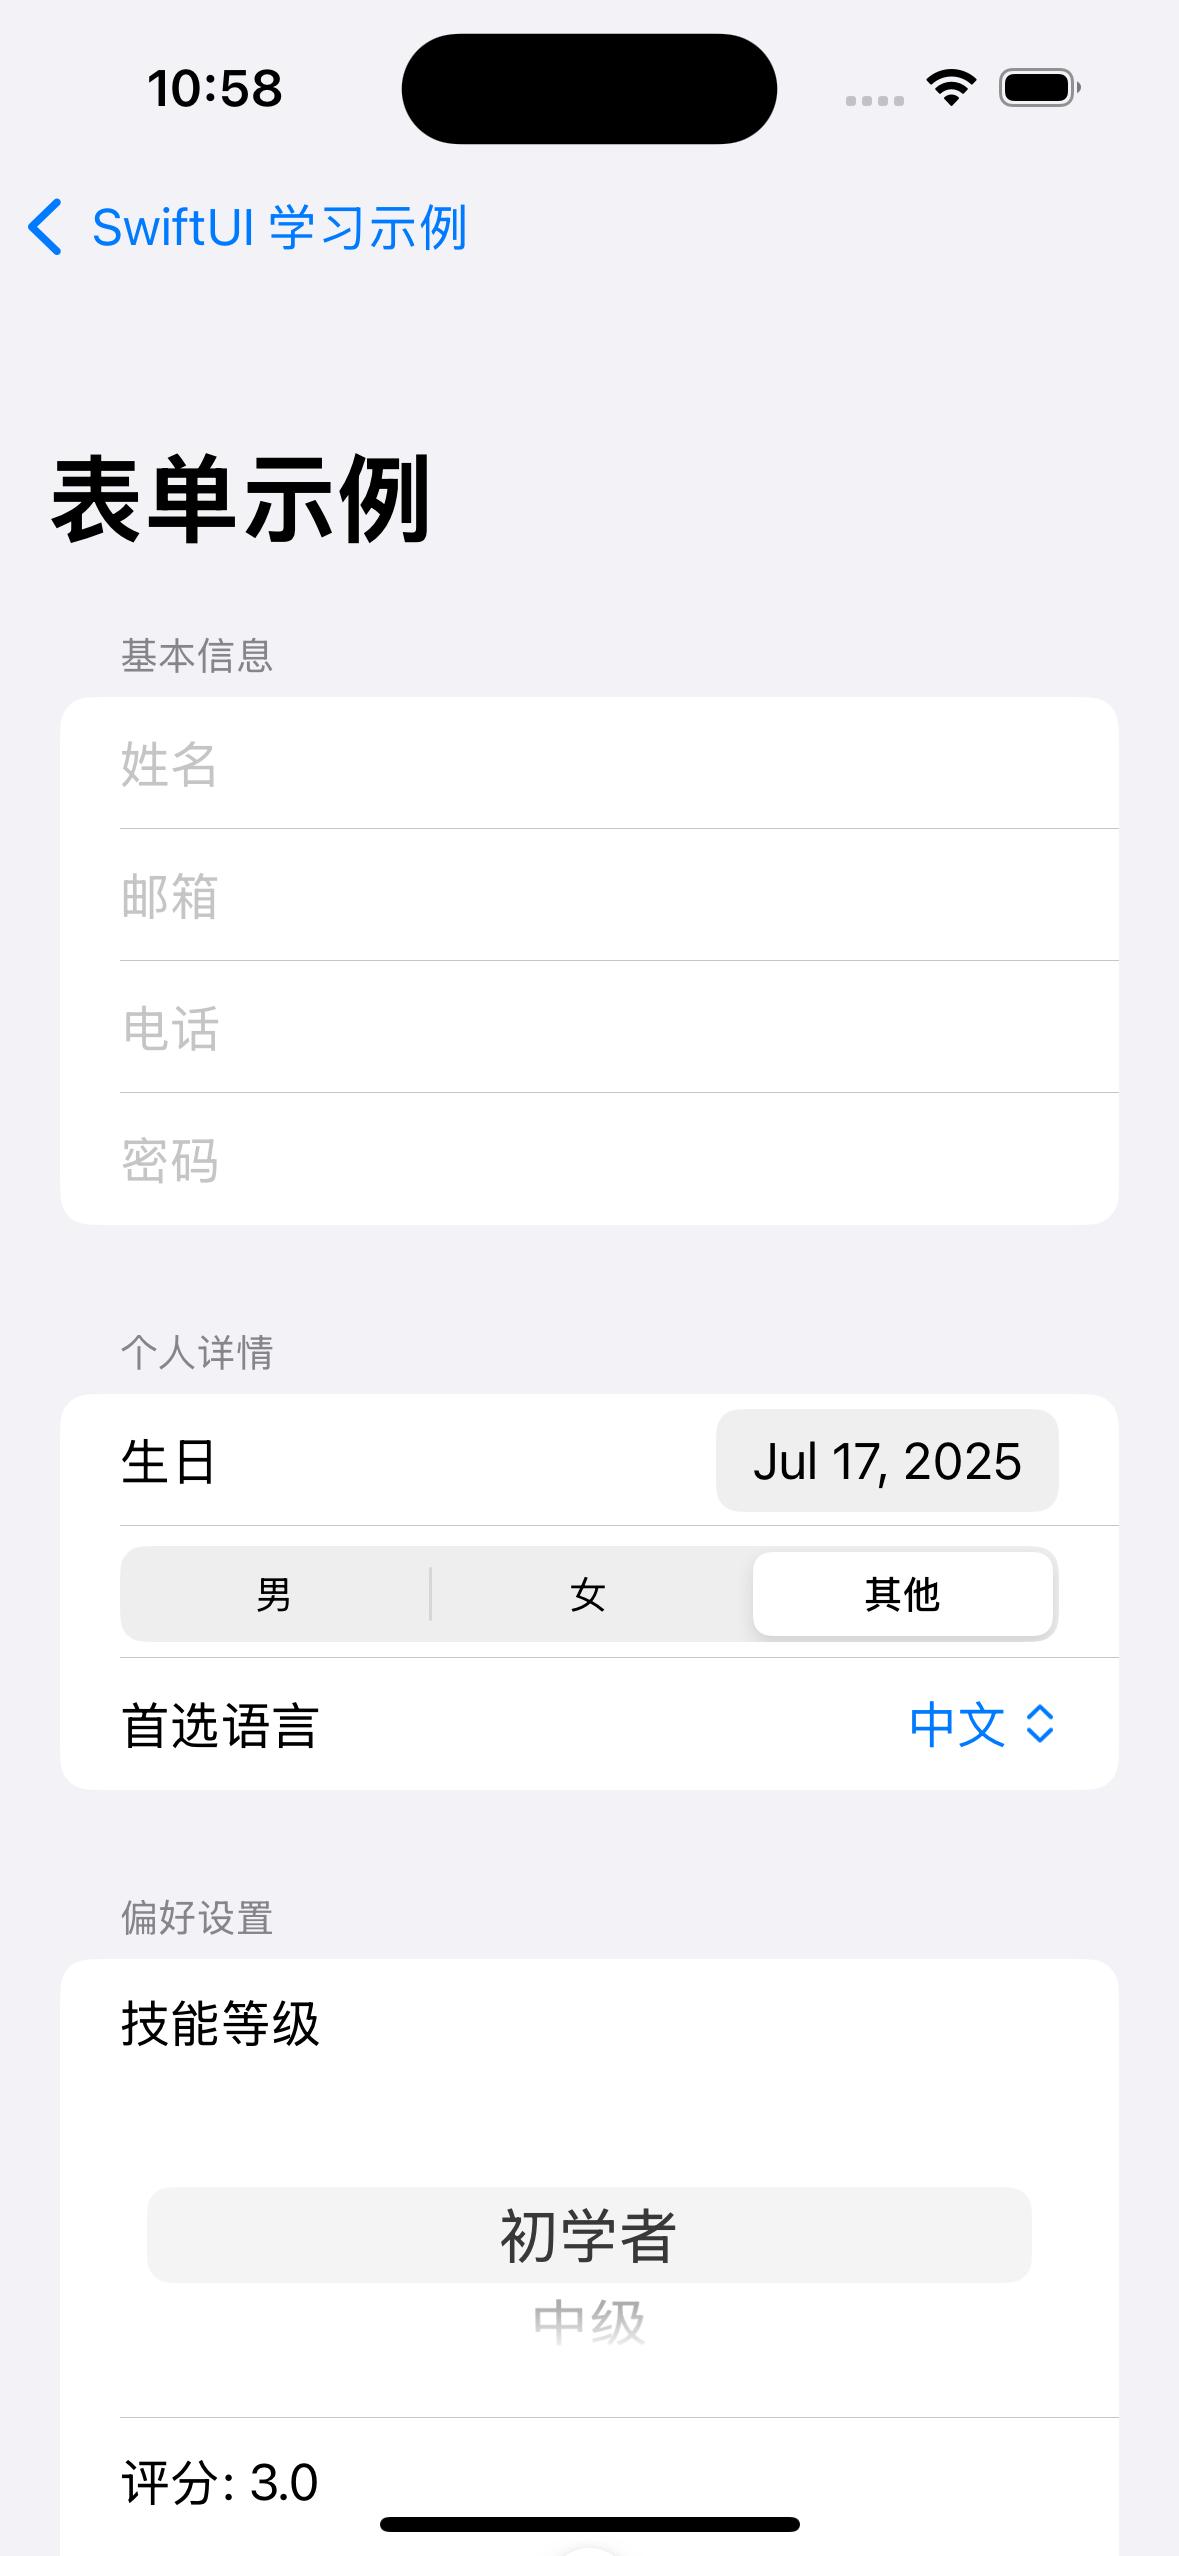 10:58
SwiftUI 学习示例
表单示例
基本信息
姓名
邮箱
电话
密码
个人详情
生日 Jul 17, 2025
男 女 其他
首选语言 中文
偏好设置
技能等级
初学者
中级
评分: 3.0